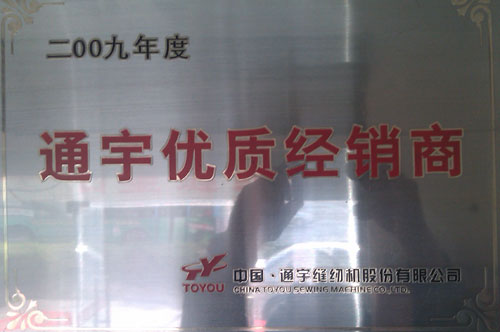 二00九年度
通宇优质经销商
TOYOU
中国·通宇缝纫机股份有限公司
CHINA TOYOU SEWING MACHINE CO.,LTD.